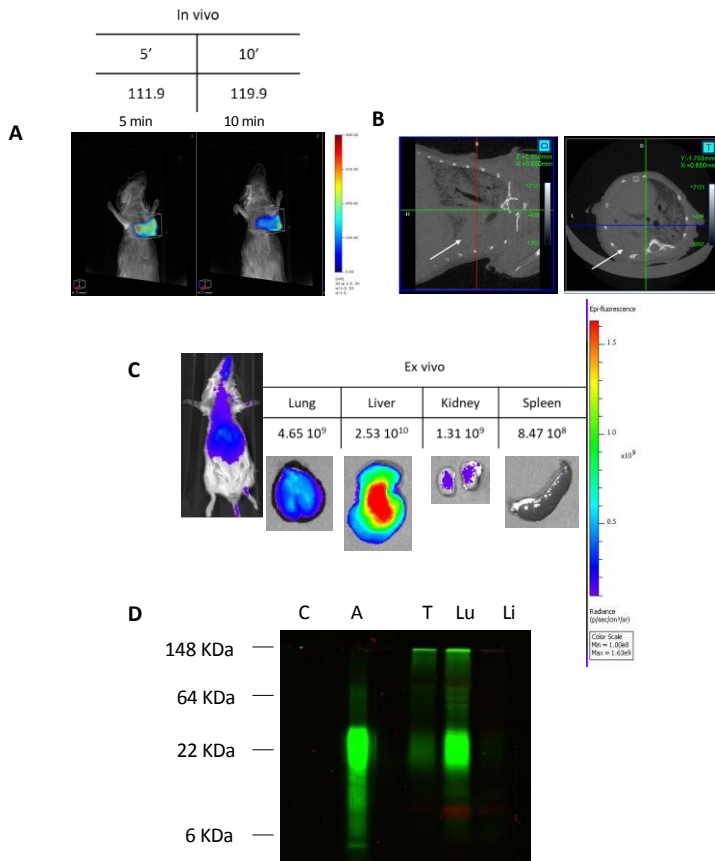 In vivo
5’ 10’
111.9 119.9
A
5 min 10 min
B
C
Ex vivo
Lung Liver Kidney Spleen
4.65 10⁹ 2.53 10¹⁰ 1.31 10⁹ 8.47 10⁸
Epi-fluorescence
1.5
1.0
x10⁹
0.5
Radiance
(p/sec/cm²/sr)
Color Scale
Min = 1.00e8
Max = 1.63e9
D
C A T Lu Li
148 KDa
64 KDa
22 KDa
6 KDa